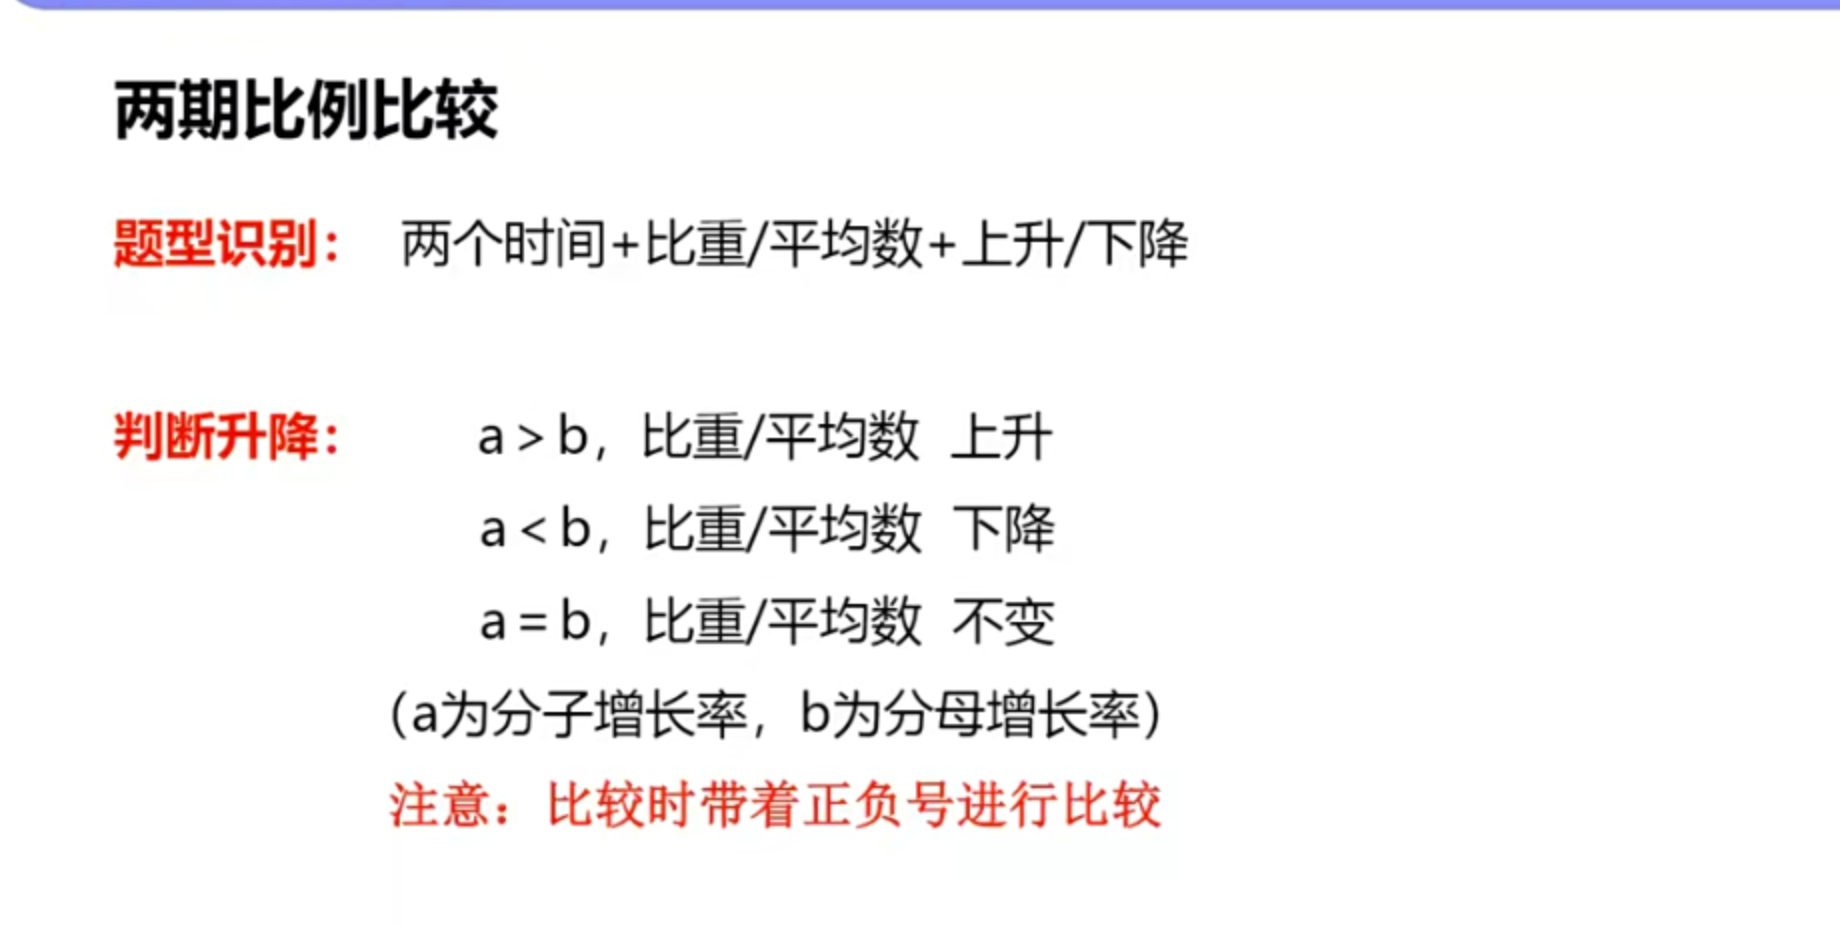 两期比例比较
题型识别： 两个时间+比重/平均数+上升/下降
判断升降： a > b，比重/平均数 上升
a < b，比重/平均数 下降
a = b，比重/平均数 不变
（a为分子增长率，b为分母增长率）
注意：比较时带着正负号进行比较